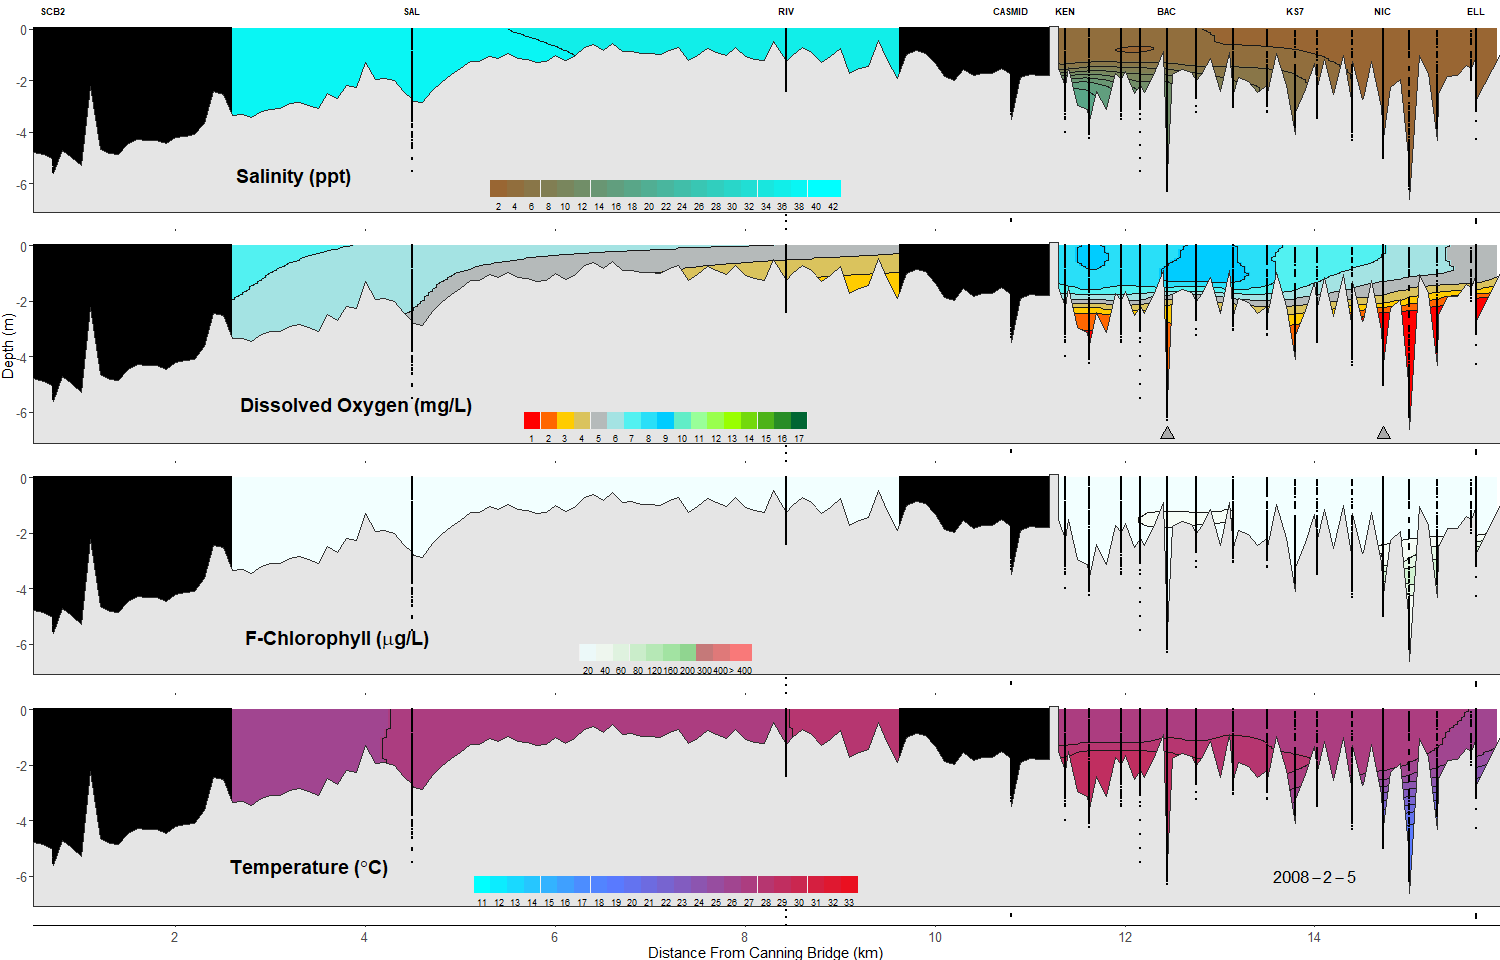 SCB2 SAL RIV CASMID KEN BAC KS7 NIC ELL
0
-2
-4
-6
Salinity (ppt)
2 4 6 8 10 12 14 16 18 20 22 24 26 28 30 32 34 36 38 40 42
0
-2
-4
-6
Depth (m)
Dissolved Oxygen (mg/L)
1 2 3 4 5 6 7 8 9 10 11 12 13 14 15 16 17
0
-2
-4
-6
F-Chlorophyll (µg/L)
20 40 60 80 120 160 200 300 400 > 400
0
-2
-4
-6
Temperature (°C)
2008-2-5
11 12 13 14 15 16 17 18 19 20 21 22 23 24 25 26 27 28 29 30 31 32 33
2 4 6 8 10 12 14
Distance From Canning Bridge (km)